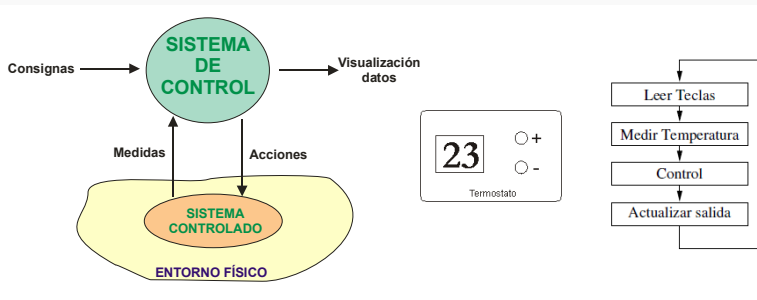 SISTEMA
DE
CONTROL
Consignas
Visualización
datos
Medidas
Acciones
SISTEMA
CONTROLADO
ENTORNO FÍSICO
23
+
-
Termostato
Leer Teclas
Medir Temperatura
Control
Actualizar salida